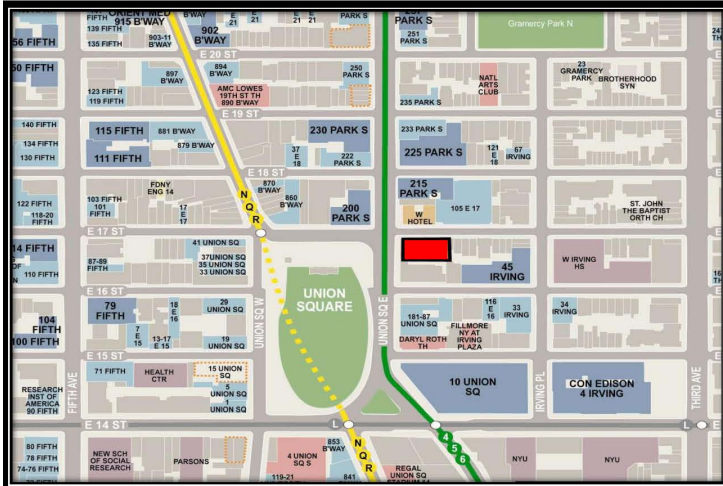 ORIENT MED
915 B'WAY
139 FIFTH
135 FIFTH
903-11
B'WAY
902
B'WAY
E
21
E
21
PARK S
251
PARK S
Gramercy Park N
56 FIFTH
E 20 ST
50 FIFTH
897
B'WAY
894
B'WAY
AMC LOWES
19TH ST TH
890 B'WAY
250
PARK S
123 FIFTH
119 FIFTH
235 PARK S
NATL
ARTS
CLUB
23
GRAMERCY
PARK
BROTHERHOOD
SYN
E 19 ST
140 FIFTH
134 FIFTH
130 FIFTH
115 FIFTH
881 B'WAY
111 FIFTH
879 B'WAY
230 PARK S
37
E
18
222
PARK S
233 PARK S
225 PARK S
121
E
18
67
IRVING
E 18 ST
FDNY
ENG 14
103 FIFTH
101
FIFTH
17
E
17
122 FIFTH
118-20
FIFTH
N
Q
R
870
B'WAY
860
B'WAY
200
PARK S
215
PARK S
W
HOTEL
105 E 17
ST. JOHN
THE BAPTIST
ORTH CH
E 17 ST
14 FIFTH
110 FIFTH
87-89
FIFTH
41 UNION SQ
37UNION SQ
35 UNION SQ
33 UNION SQ
45
IRVING
W IRVING
HS
E 16 ST
UNION
SQUARE
UNION SQ W
UNION SQ E
104
FIFTH
100 FIFTH
79
FIFTH
7
E
15
13-17
E 15
18
E
16
29
UNION SQ
19
UNION SQ
181-87
UNION SQ
DARYL ROTH
TH
116
E
16
FILLMORE
NY AT
IRVING
PLAZA
33
IRVING
34
IRVING
E 15 ST
RESEARCH
INST OF
AMERICA
90 FIFTH
FIFTH AVE
71 FIFTH
HEALTH
CTR
15 UNION
SQ
5
UNION SQ
1
UNION SQ
10 UNION
SQ
IRVING PL
CON EDISON
4 IRVING
THIRD AVE
E 14 ST
L
L
L
80 FIFTH
78 FIFTH
74-76 FIFTH
NEW SCH
OF SOCIAL
RESEARCH
PARSONS
4 UNION
SQ S
119-21
853
B'WAY
841
N
Q
R
REGAL
UNION SQ
4
5
6
NYU
NYU